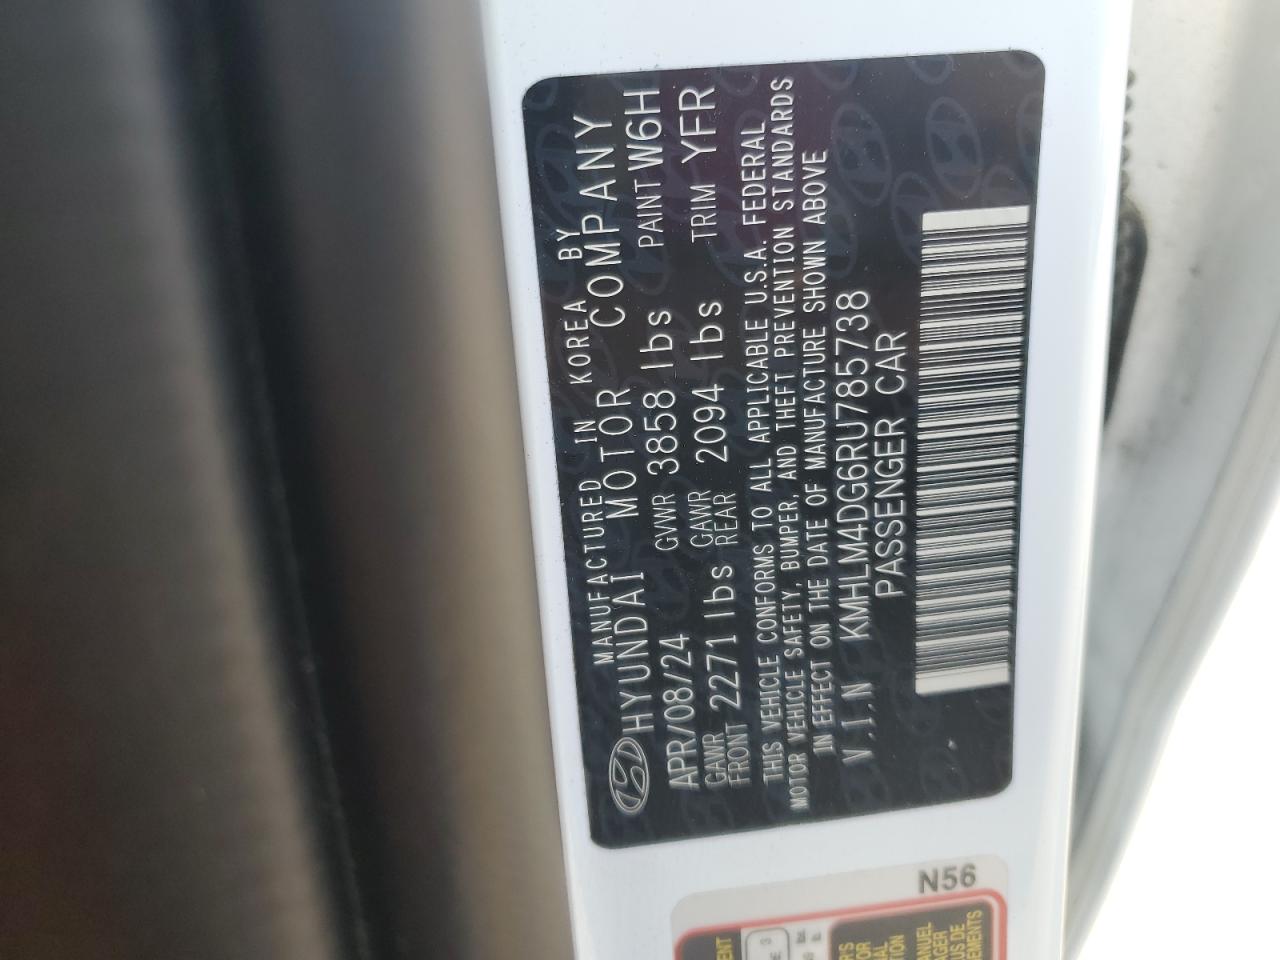 MANUFACTURED IN KOREA BY
HYUNDAI MOTOR COMPANY
APR/08/24 GVWR 3858 lbs PAINT W6H
GAWR FRONT 2271 lbs GAWR REAR 2094 lbs TRIM YFR
THIS VEHICLE CONFORMS TO ALL APPLICABLE U.S.A. FEDERAL
MOTOR VEHICLE SAFETY, BUMPER, AND THEFT PREVENTION STANDARDS
IN EFFECT ON THE DATE OF MANUFACTURE SHOWN ABOVE
V.I.N KMHLM4DG6RU785738
PASSENGER CAR
N56